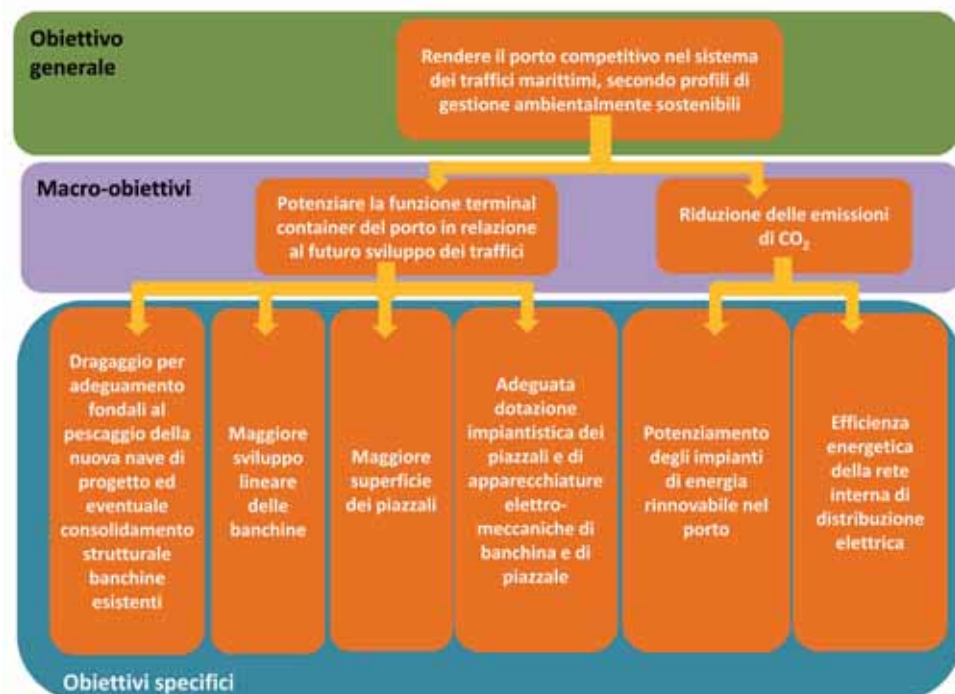 Obiettivo
generale
Rendere il porto competitivo nel sistema
dei traffici marittimi, secondo profili di
gestione ambientalmente sostenibili
Macro-obiettivi
Potenziare la funzione terminal
container del porto in relazione
al futuro sviluppo dei traffici
Riduzione delle emissioni
di CO₂
Dragaggio per
adeguamento
fondali al
pescaggio della
nuova nave di
progetto ed
eventuale
consolidamento
strutturale
banchine
esistenti
Maggiore
sviluppo
lineare
delle
banchine
Maggiore
superficie
dei piazzali
Adeguata
dotazione
impiantistica dei
piazzali e di
apparecchiature
elettro-
meccaniche di
banchina e di
piazzale
Potenziamento
degli impianti
di energia
rinnovabile nel
porto
Efficienza
energetica
della rete
interna di
distribuzione
elettrica
Obiettivi specifici